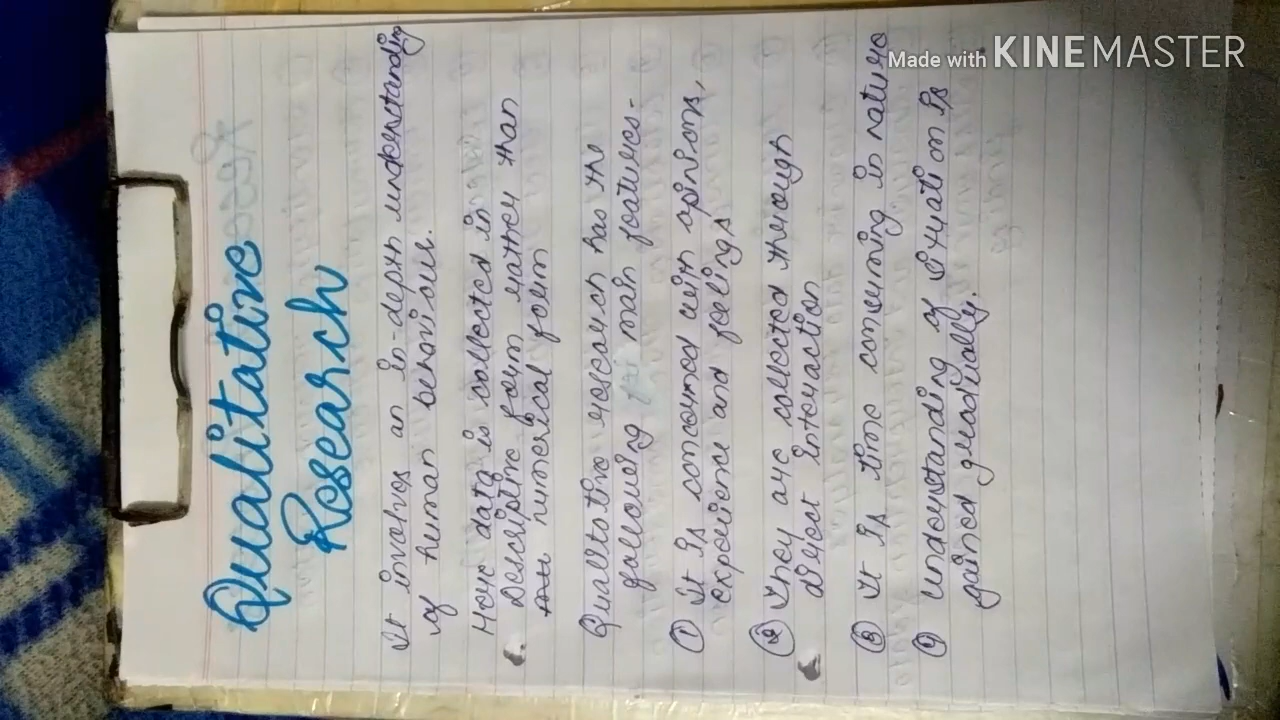 Qualitative
Research
It involves an in-depth understanding
of human behaviour.
Here data is collected in
Descriptive form rather than
numerical form
Qualitative research has the
following main features-
① It is concerned with opinions,
experience and feelings
② They are collected through
direct interaction
③ It is time consuming in nature
④ Understanding of situation is
gained gradually.
Made with KINEMASTER